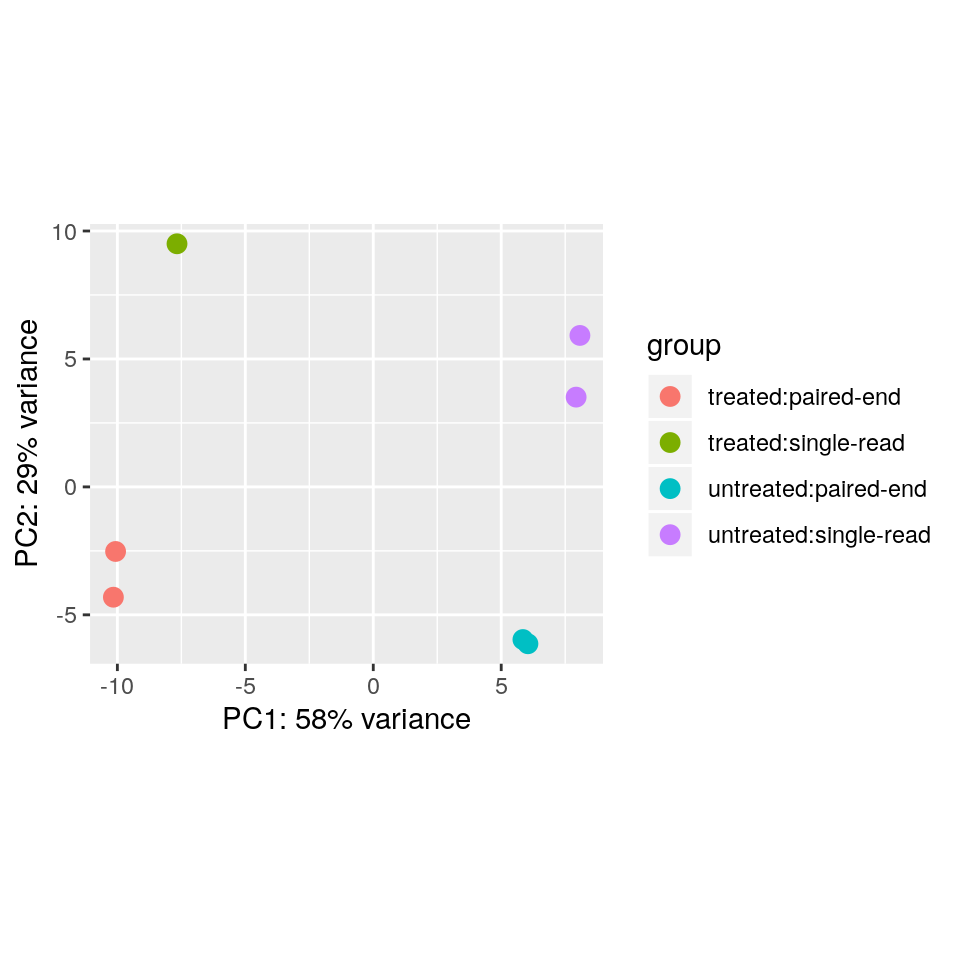 10
5
0
-5
-10
-5
0
5
PC1: 58% variance
PC2: 29% variance
group
treated:paired-end
treated:single-read
untreated:paired-end
untreated:single-read